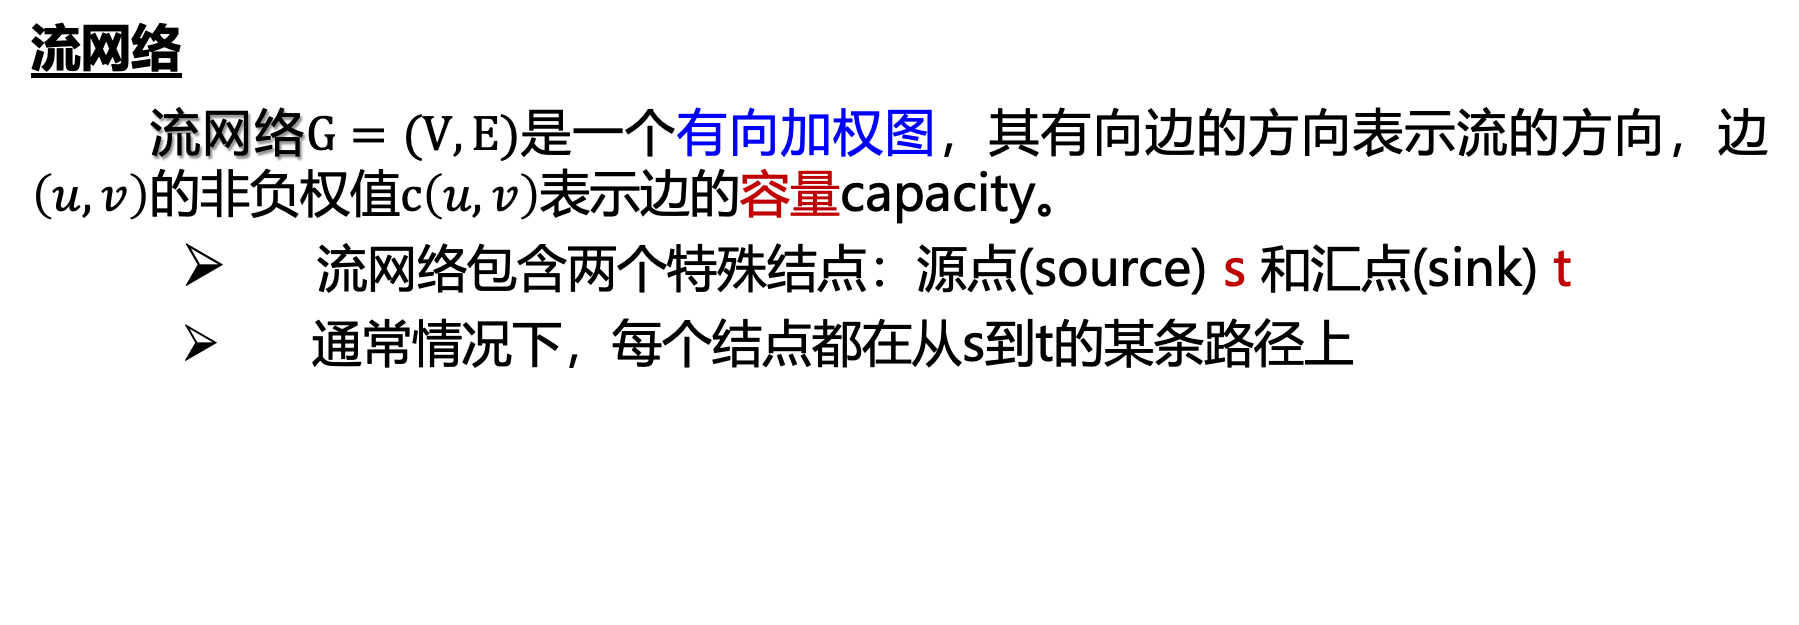 流网络
流网络G = (V, E)是一个有向加权图，其有向边的方向表示流的方向，边
(u, v)的非负权值c(u, v)表示边的容量capacity。
➢ 流网络包含两个特殊结点：源点(source) s 和汇点(sink) t
➢ 通常情况下，每个结点都在从s到t的某条路径上